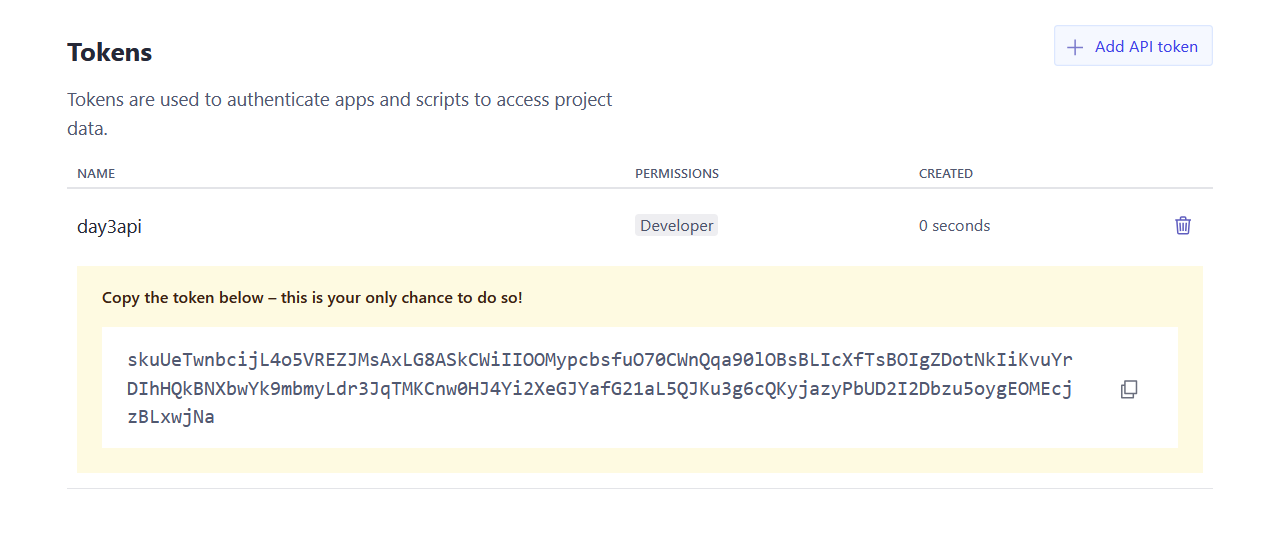 Tokens
Add API token
Tokens are used to authenticate apps and scripts to access project
data.
NAME PERMISSIONS CREATED
day3api Developer 0 seconds
Copy the token below – this is your only chance to do so!
skuUeTwnbcijL4o5VREZJMsAxLG8ASkCWiIIOOMypcbsfuO70CWnQqa90lOBsBLIcXfTsBOIgZDotNkIiKvuYr
DIhHQkBNXbwYk9mbmyLdr3JqTMKCnw0HJ4Yi2XeGJYafG21aL5QJKu3g6cQKyjazyPbUD2I2Dbzu5oygEOMEcj
zBLxwjNa